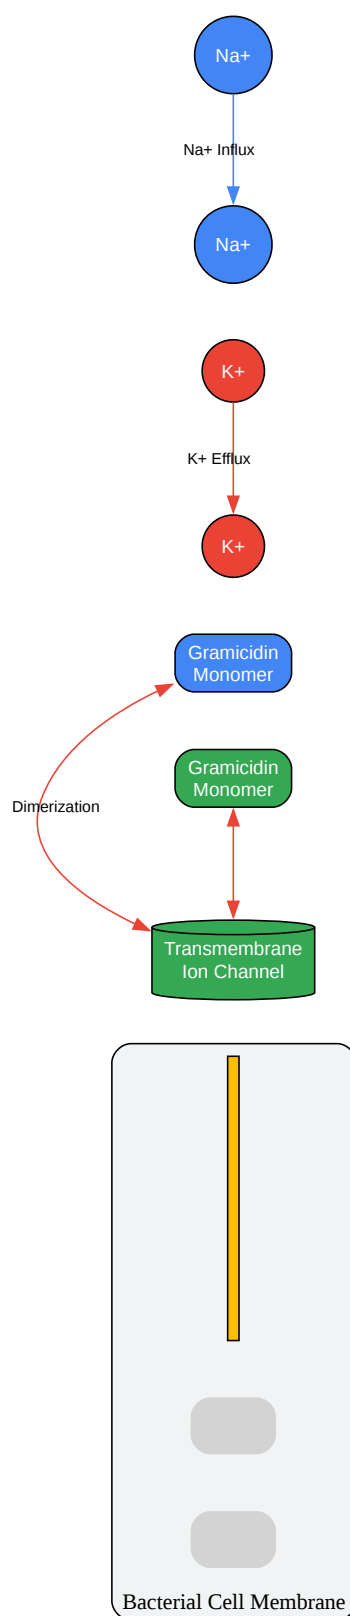 Na+
Na+ Influx
Na+
K+
K+ Efflux
K+
Gramicidin
Monomer
Gramicidin
Monomer
Dimerization
Transmembrane
Ion Channel
Bacterial Cell Membrane